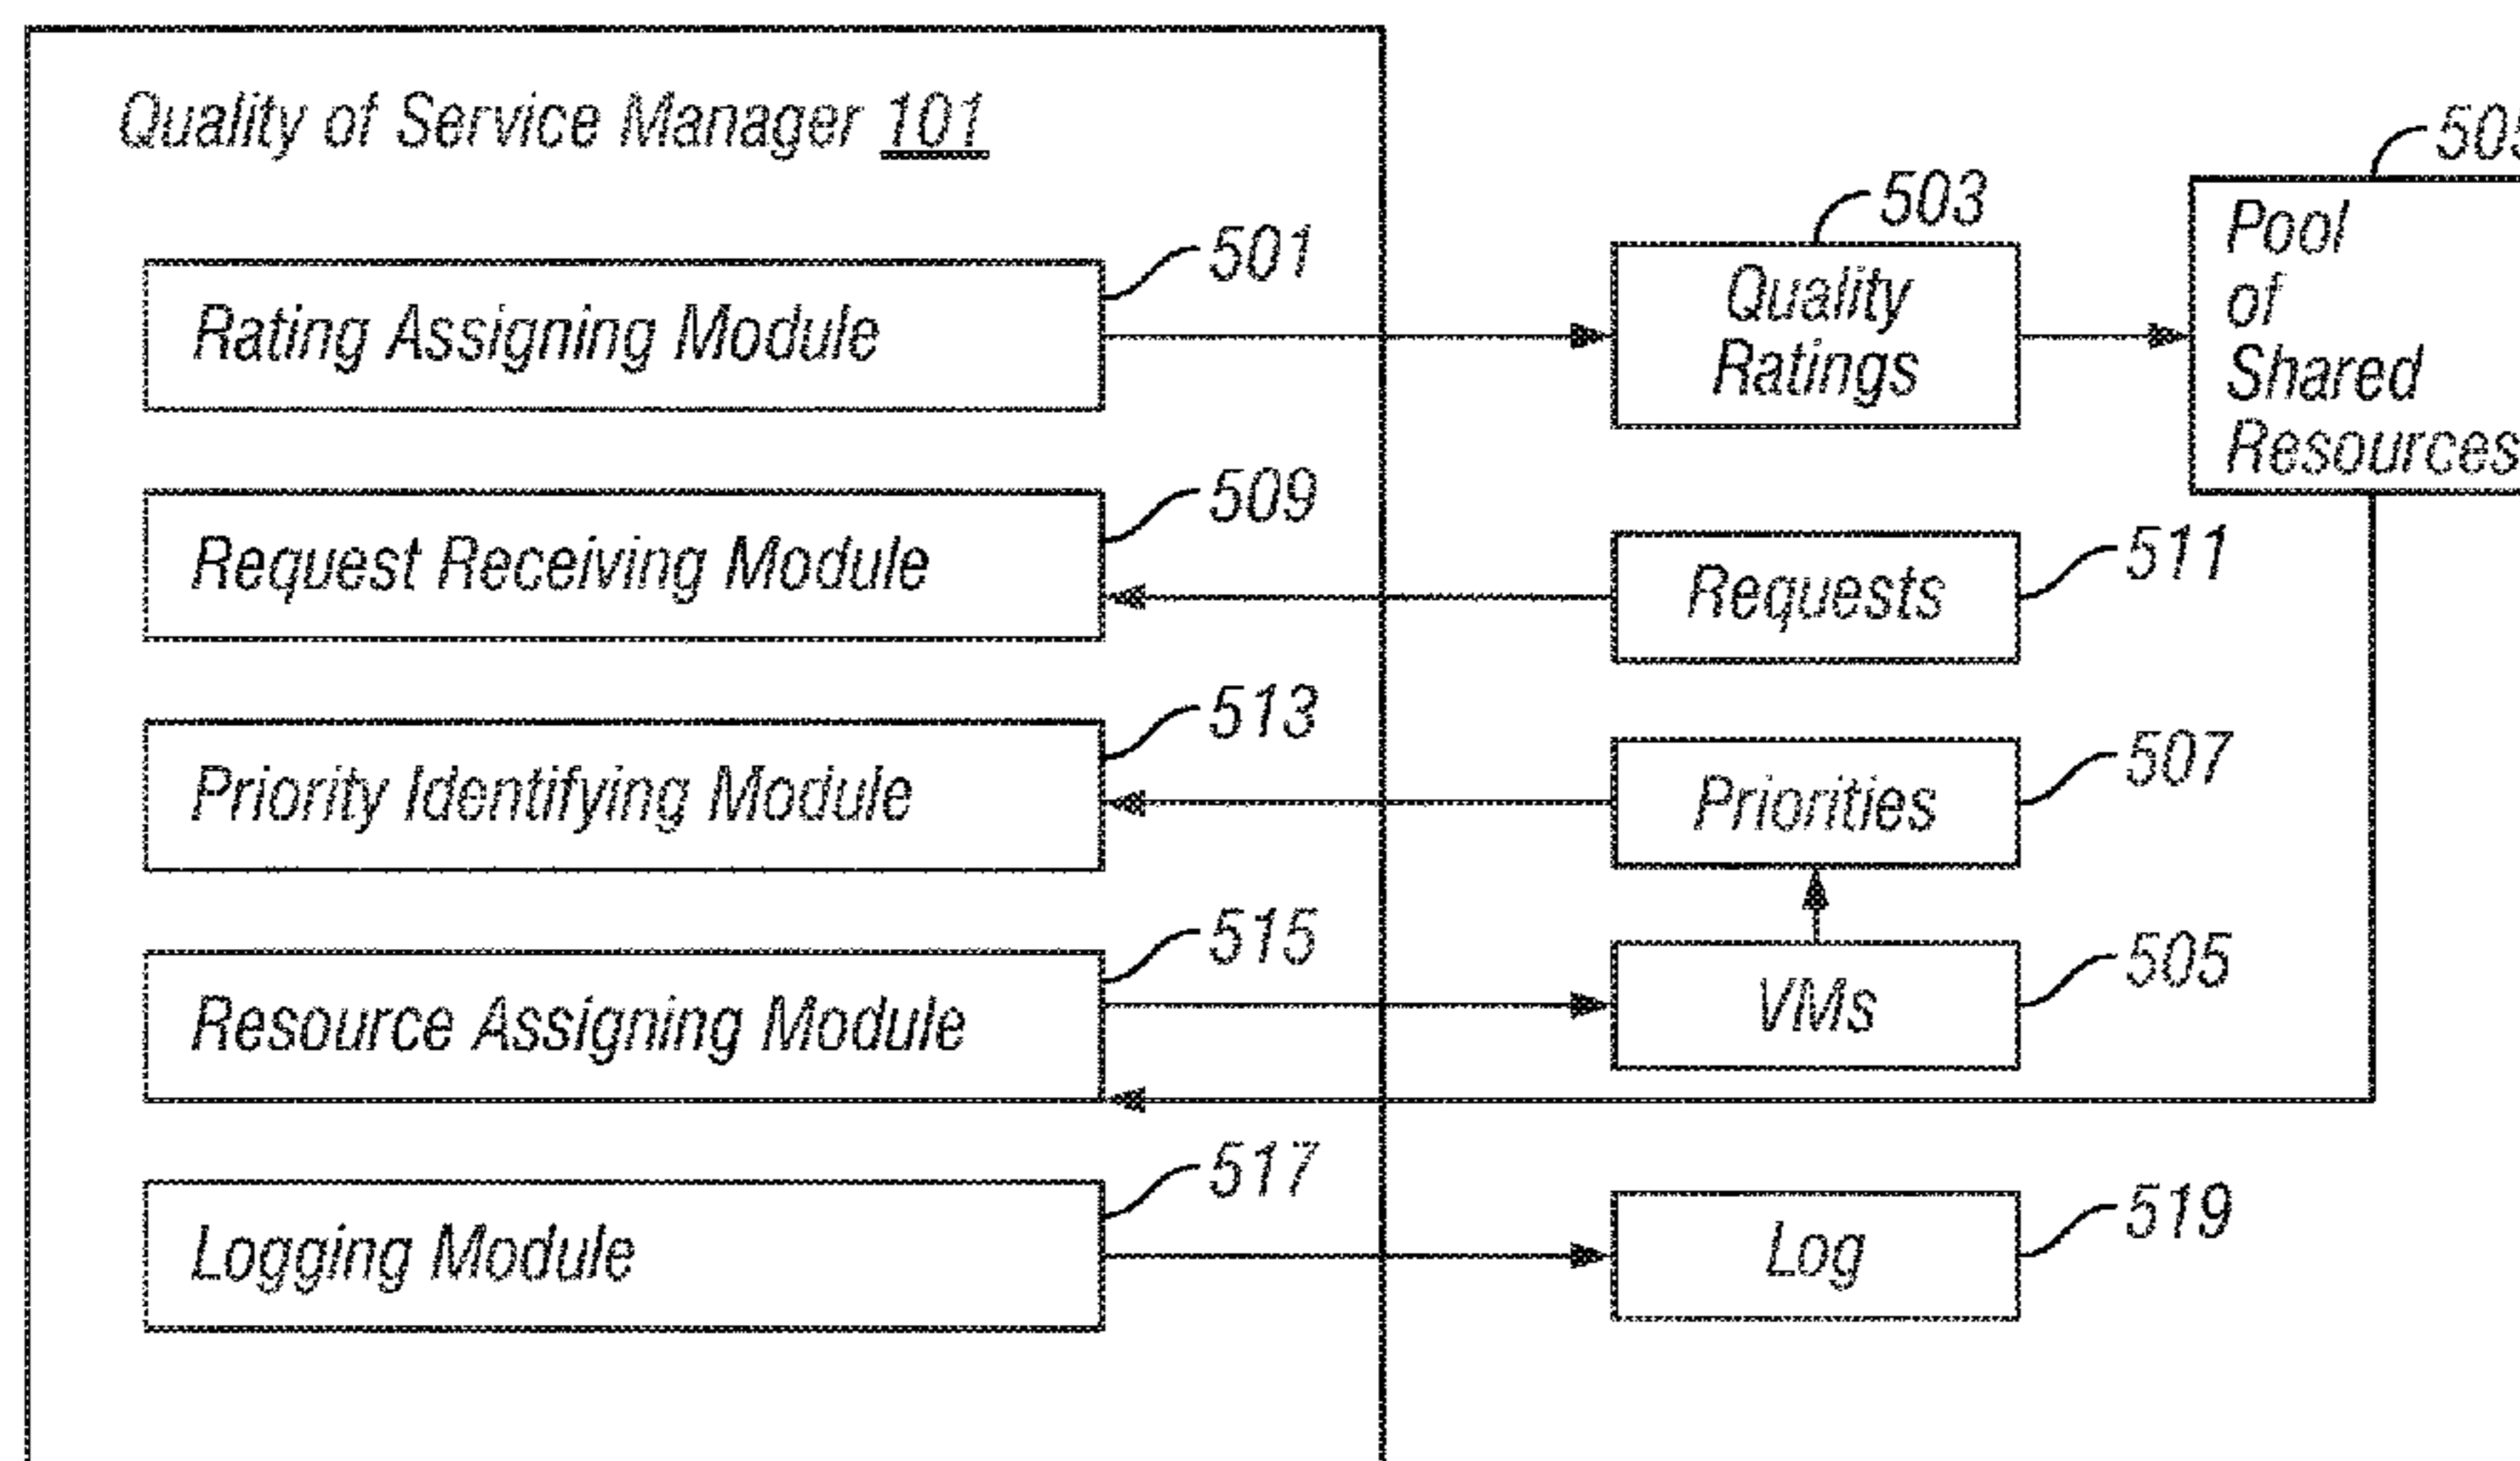 Quality of Service Manager 101
501
Rating Assigning Module
503
Quality
Ratings
Pool
of
Shared
Resources
509
Request Receiving Module
Requests
511
513
Priority Identifying Module
Priorities
507
515
Resource Assigning Module
VMs
505
517
Logging Module
Log
519